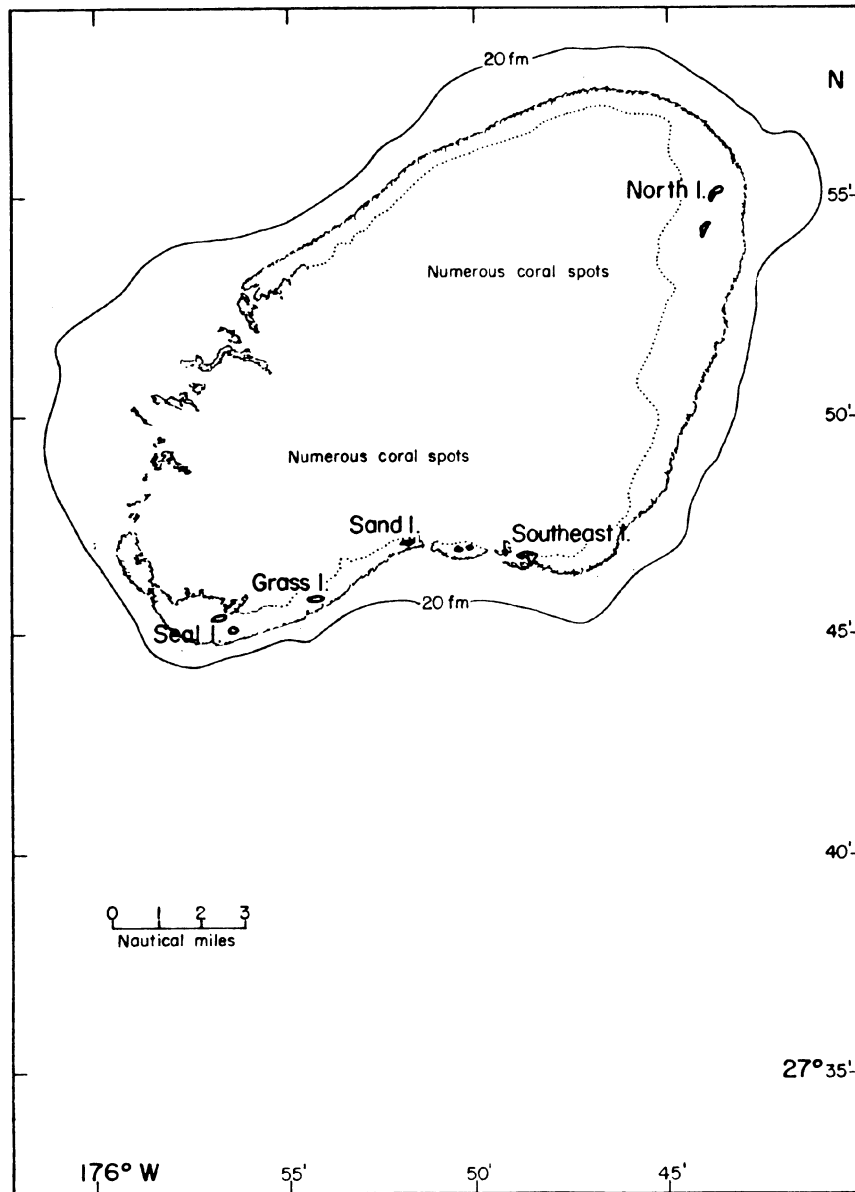 20 fm
N
North I.
55'
Numerous coral spots
50'
Numerous coral spots
Sand I.
Southeast I.
Grass I.
20 fm
Seal I.
45'
40'
0 1 2 3
Nautical miles
27° 35'
176° W 55' 50' 45'